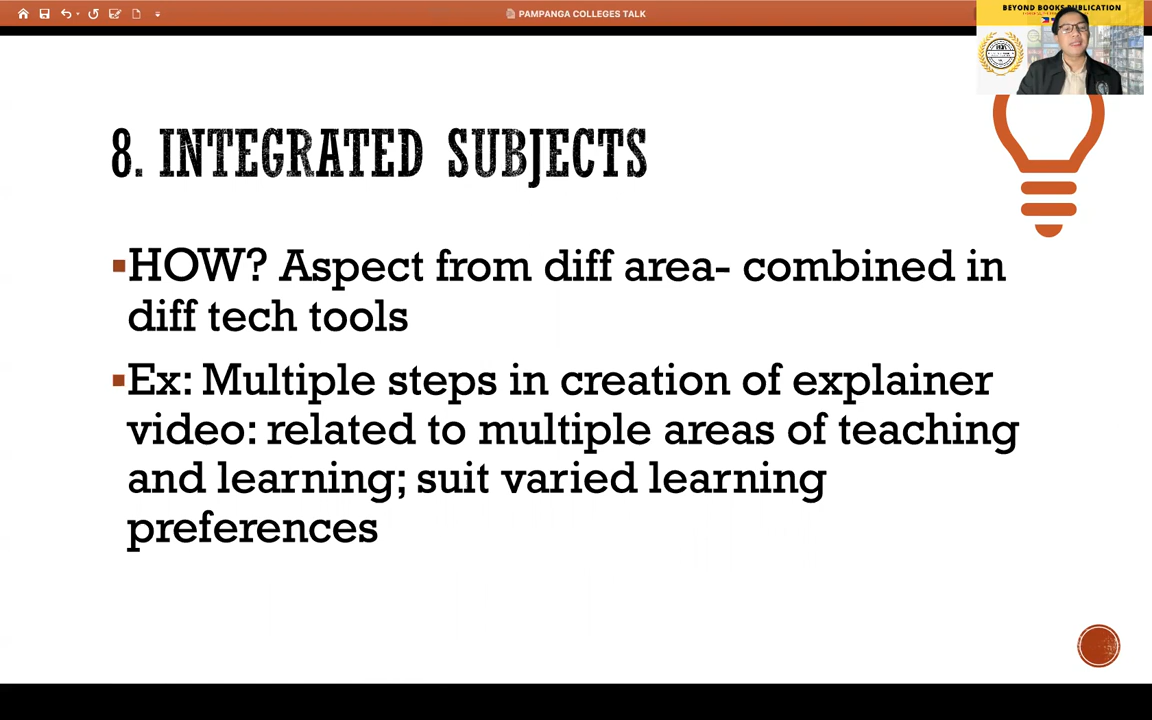 PAMPANGA COLLEGES TALK
BEYOND BOOKS PUBLICATION
8. INTEGRATED SUBJECTS
▪HOW? Aspect from diff area- combined in
diff tech tools
▪Ex: Multiple steps in creation of explainer
video: related to multiple areas of teaching
and learning; suit varied learning
preferences